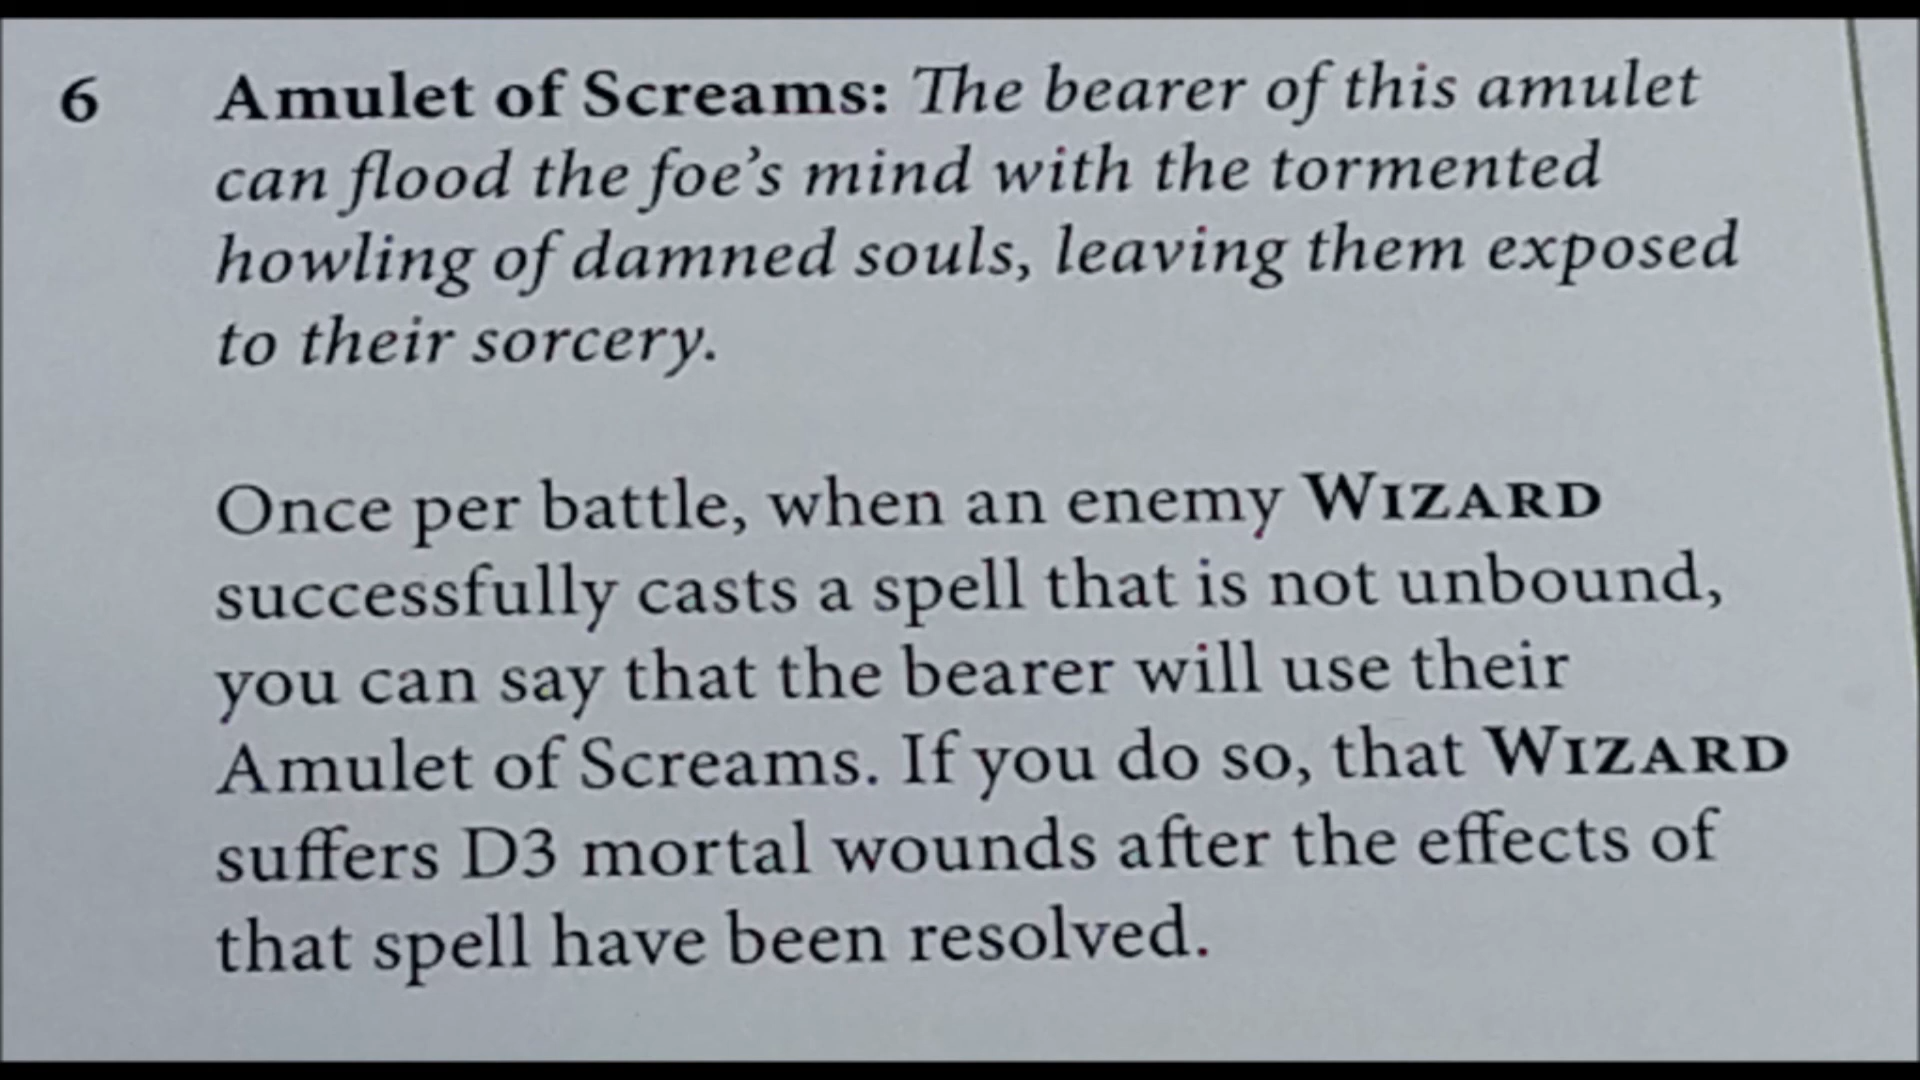 6 Amulet of Screams: The bearer of this amulet
can flood the foe's mind with the tormented
howling of damned souls, leaving them exposed
to their sorcery.
Once per battle, when an enemy WIZARD
successfully casts a spell that is not unbound,
you can say that the bearer will use their
Amulet of Screams. If you do so, that WIZARD
suffers D3 mortal wounds after the effects of
that spell have been resolved.